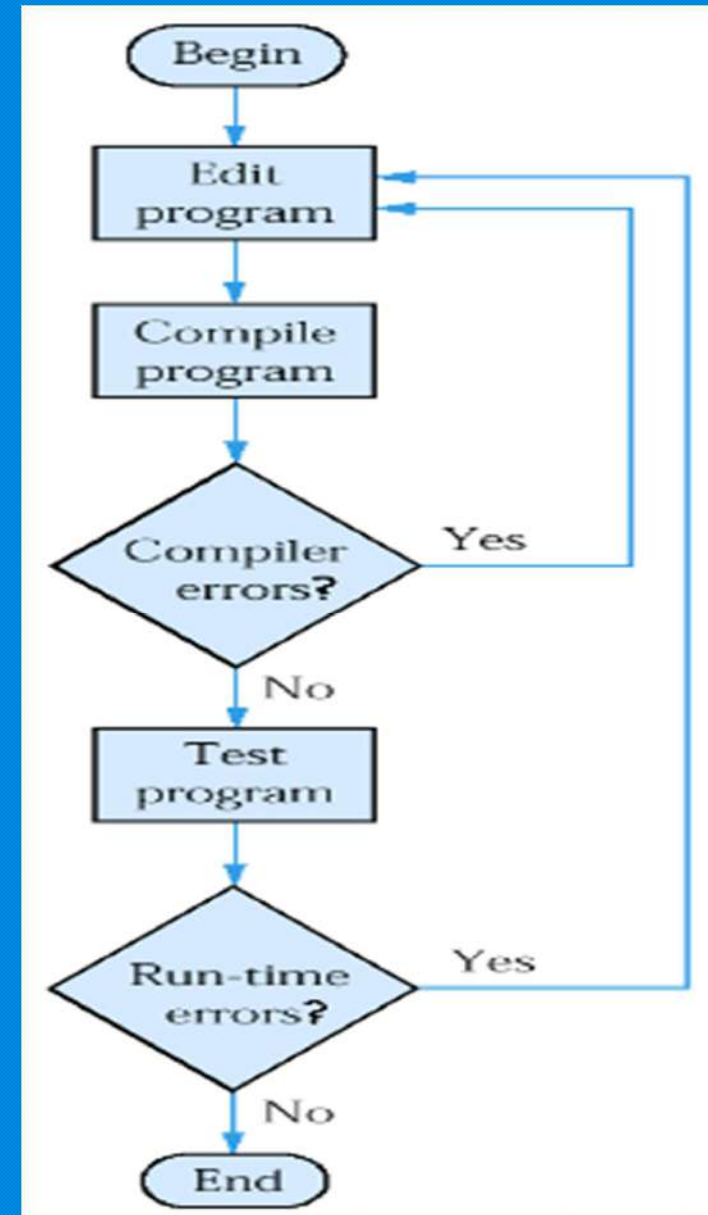 Begin
Edit
program
Compile
program
Compiler
errors?
Yes
No
Test
program
Run-time
errors?
Yes
No
End